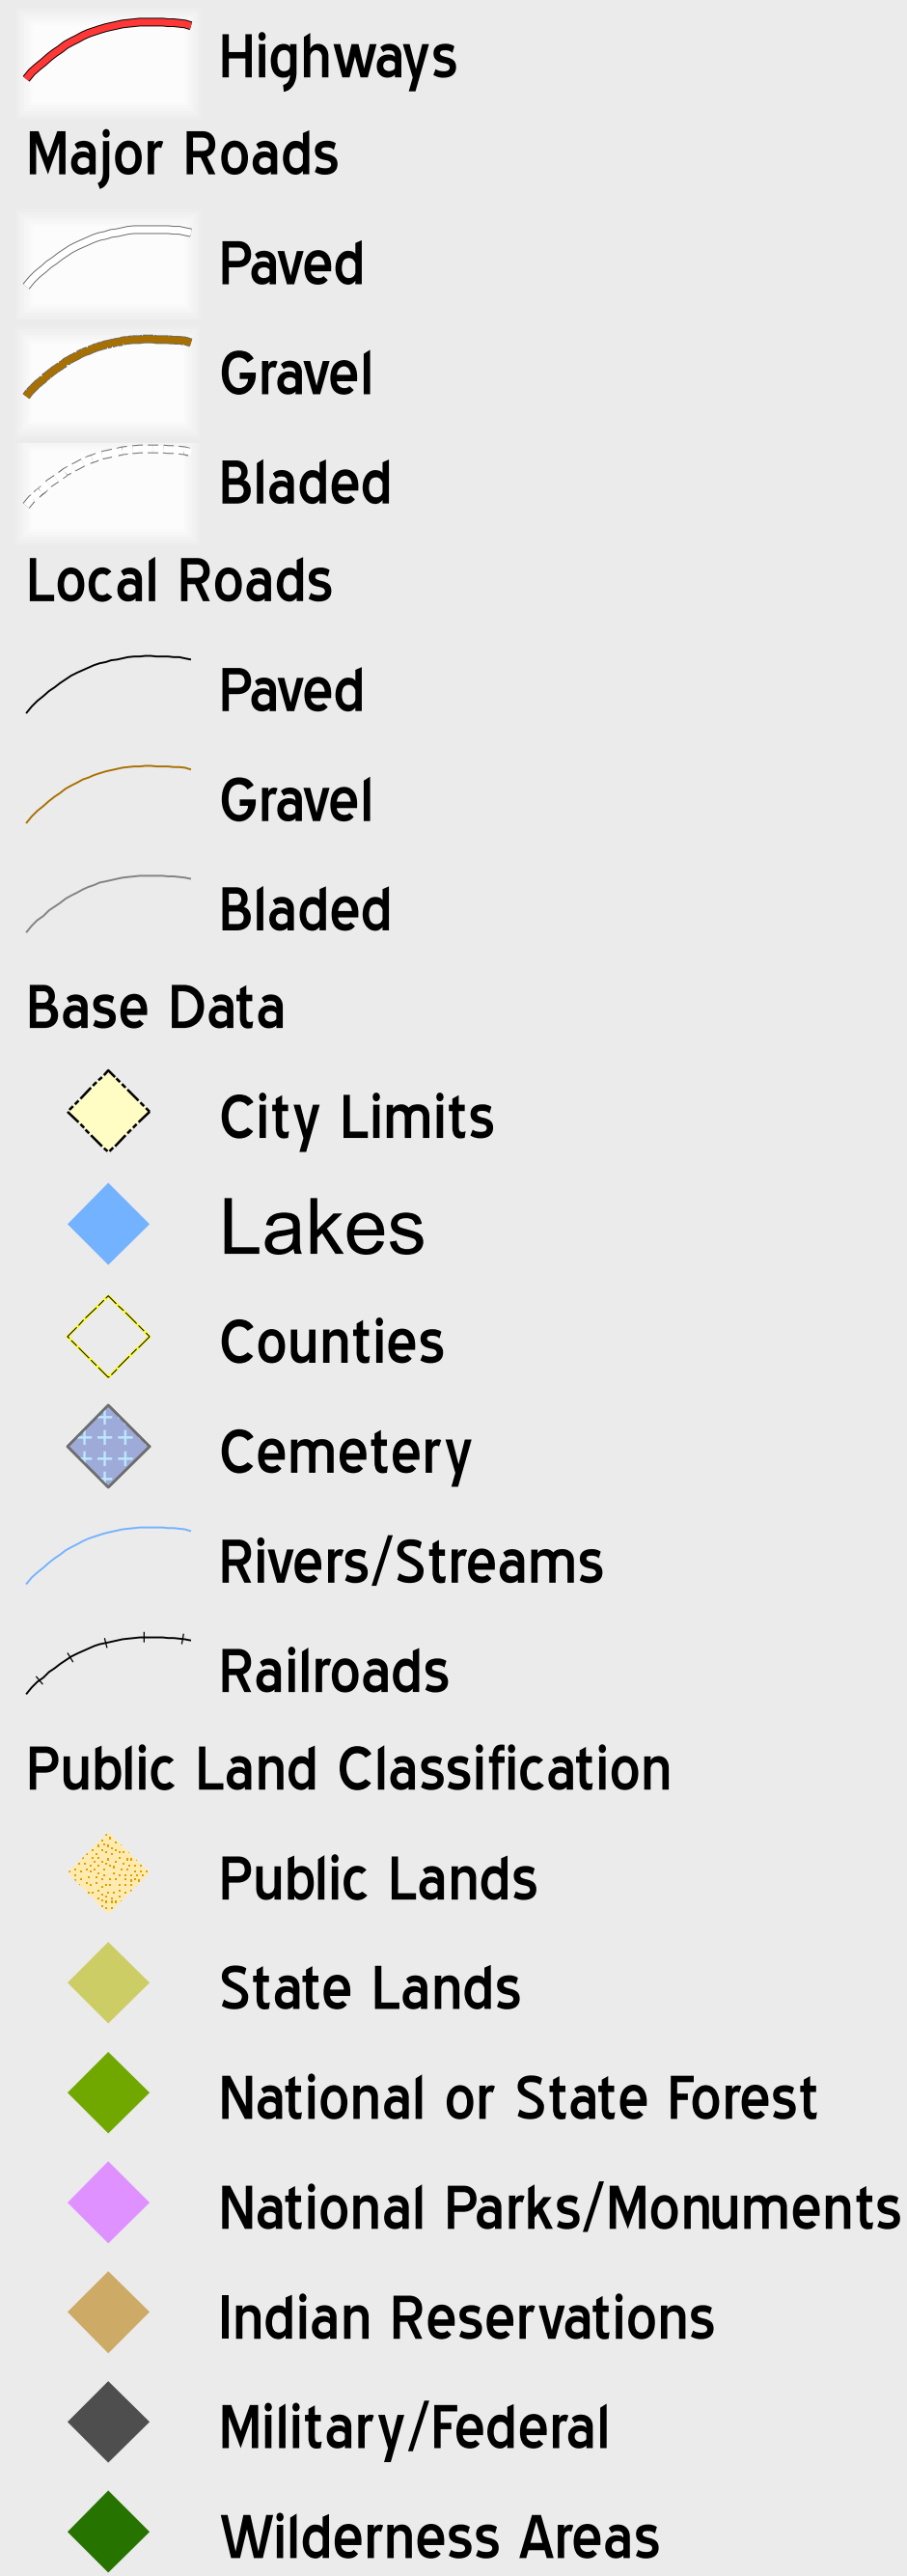 Highways
Major Roads
Paved
Gravel
Bladed
Local Roads
Paved
Gravel
Bladed
Base Data
City Limits
Lakes
Counties
Cemetery
Rivers/Streams
Railroads
Public Land Classification
Public Lands
State Lands
National or State Forest
National Parks/Monuments
Indian Reservations
Military/Federal
Wilderness Areas